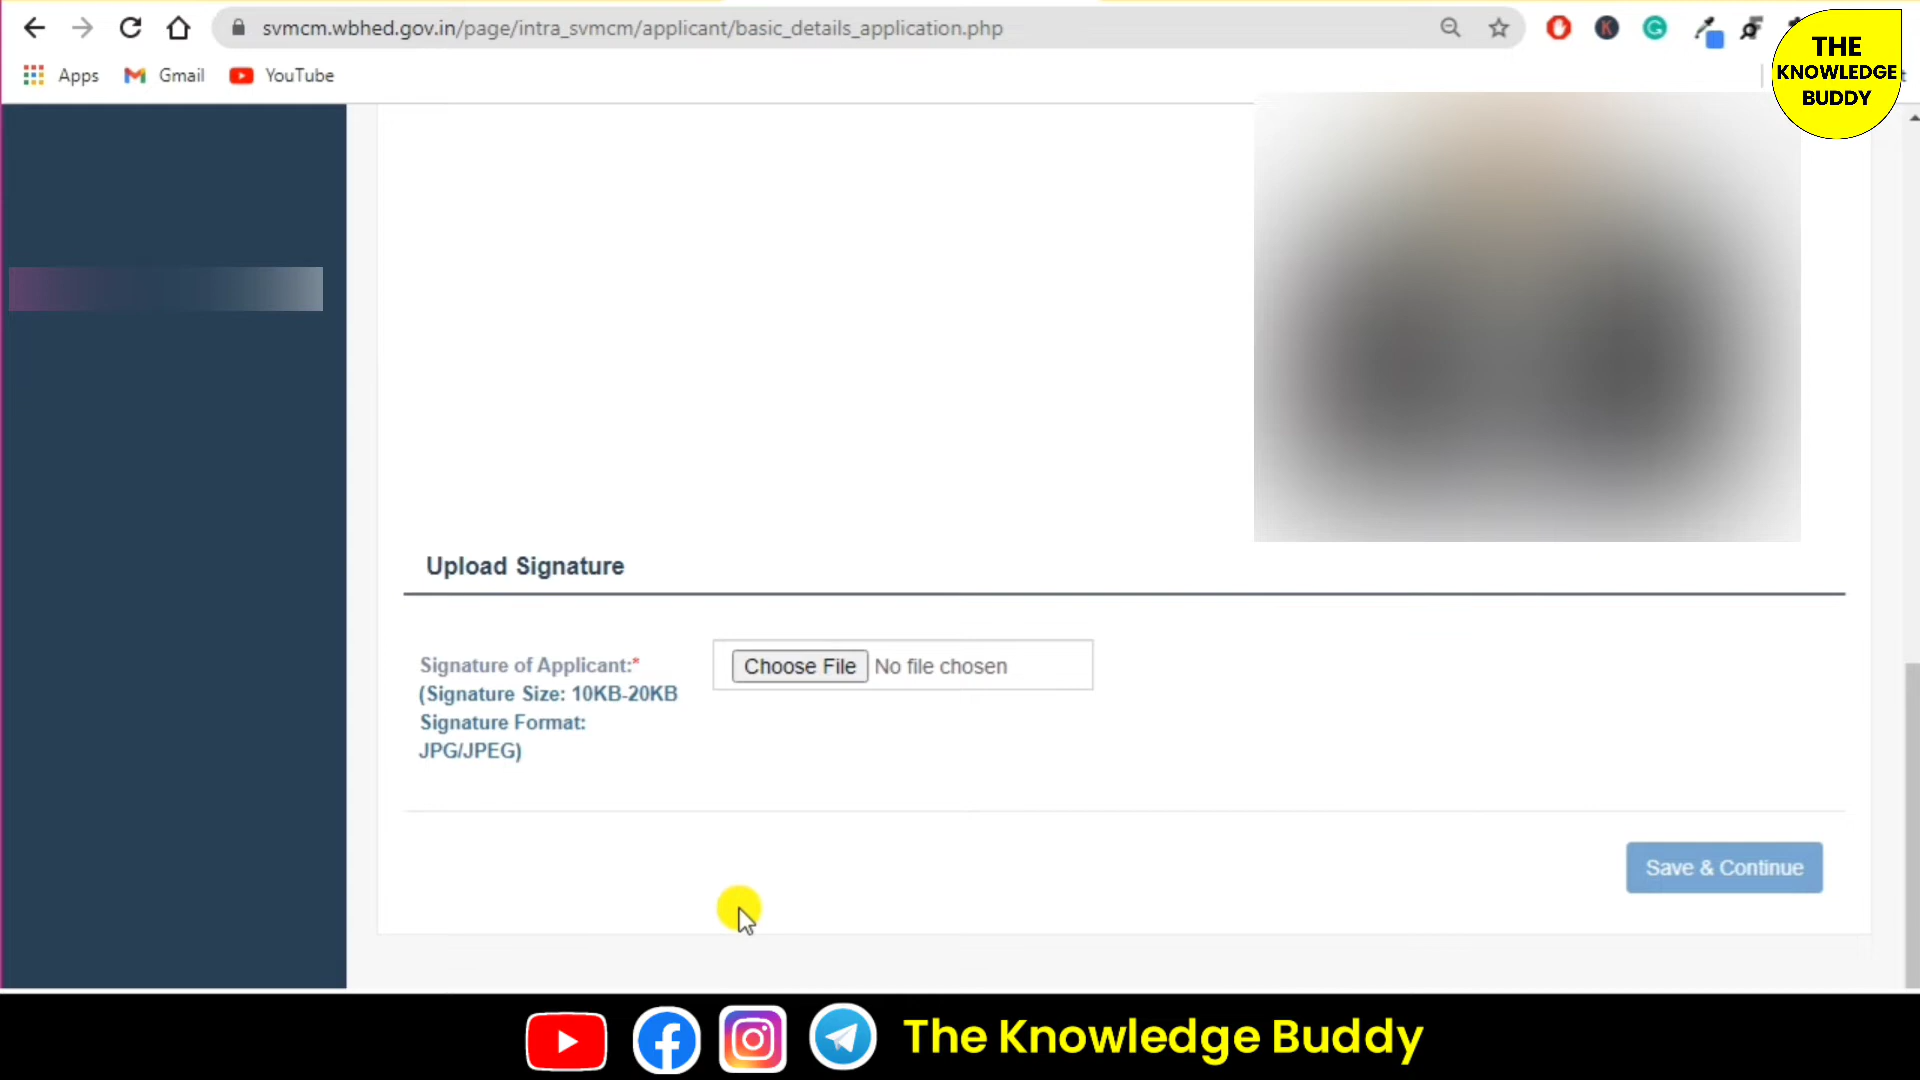 svmcm.wbhed.gov.in/page/intra_svmcm/applicant/basic_details_application.php
Apps
Gmail
YouTube
THE
KNOWLEDGE
BUDDY
Upload Signature
Signature of Applicant:*
(Signature Size: 10KB-20KB
Signature Format:
JPG/JPEG)
Choose File No file chosen
Save & Continue
The Knowledge Buddy